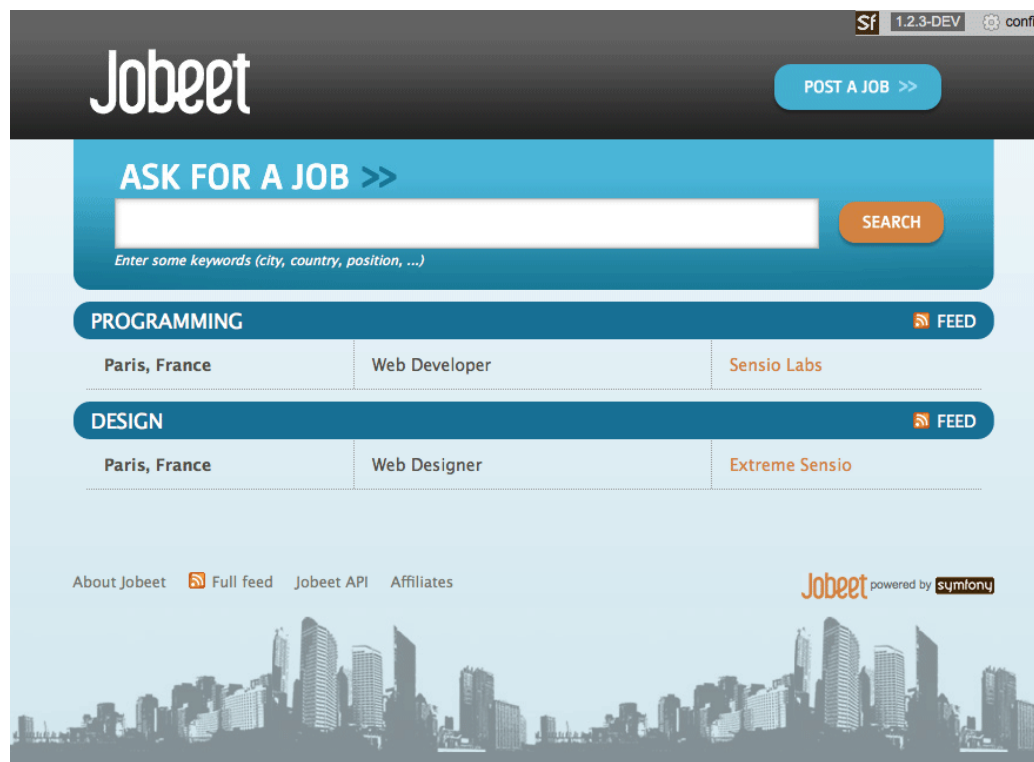 Sf 1.2.3-DEV
Jobeet
POST A JOB >>
ASK FOR A JOB >>
SEARCH
Enter some keywords (city, country, position, ...)
PROGRAMMING FEED
Paris, France Web Developer Sensio Labs
DESIGN FEED
Paris, France Web Designer Extreme Sensio
About Jobeet Full feed Jobeet API Affiliates
Jobeet powered by symfony